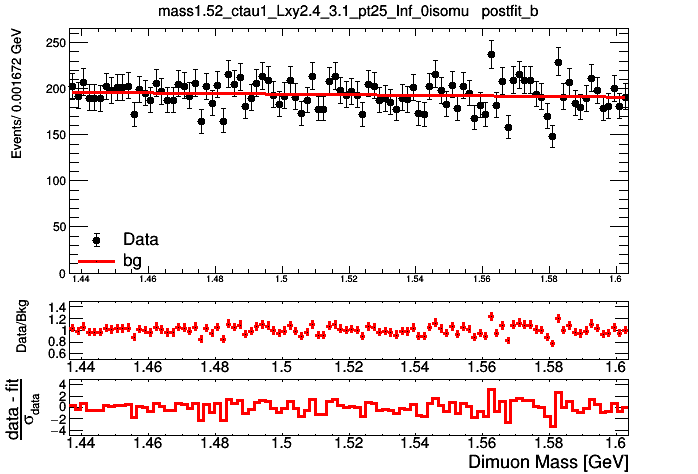 mass1.52_ctau1_Lxy2.4_3.1_pt25_Inf_0isomu postfit_b
Events/ 0.001672 GeV
250
200
150
100
50
0
Data
bg
1.44 1.46 1.48 1.5 1.52 1.54 1.56 1.58 1.6
Data/Bkg
1.4
1.2
1.0
0.8
0.6
1.44 1.46 1.48 1.5 1.52 1.54 1.56 1.58 1.6
data - fit
σdata
4
2
0
−2
−4
1.44 1.46 1.48 1.5 1.52 1.54 1.56 1.58 1.6
Dimuon Mass [GeV]